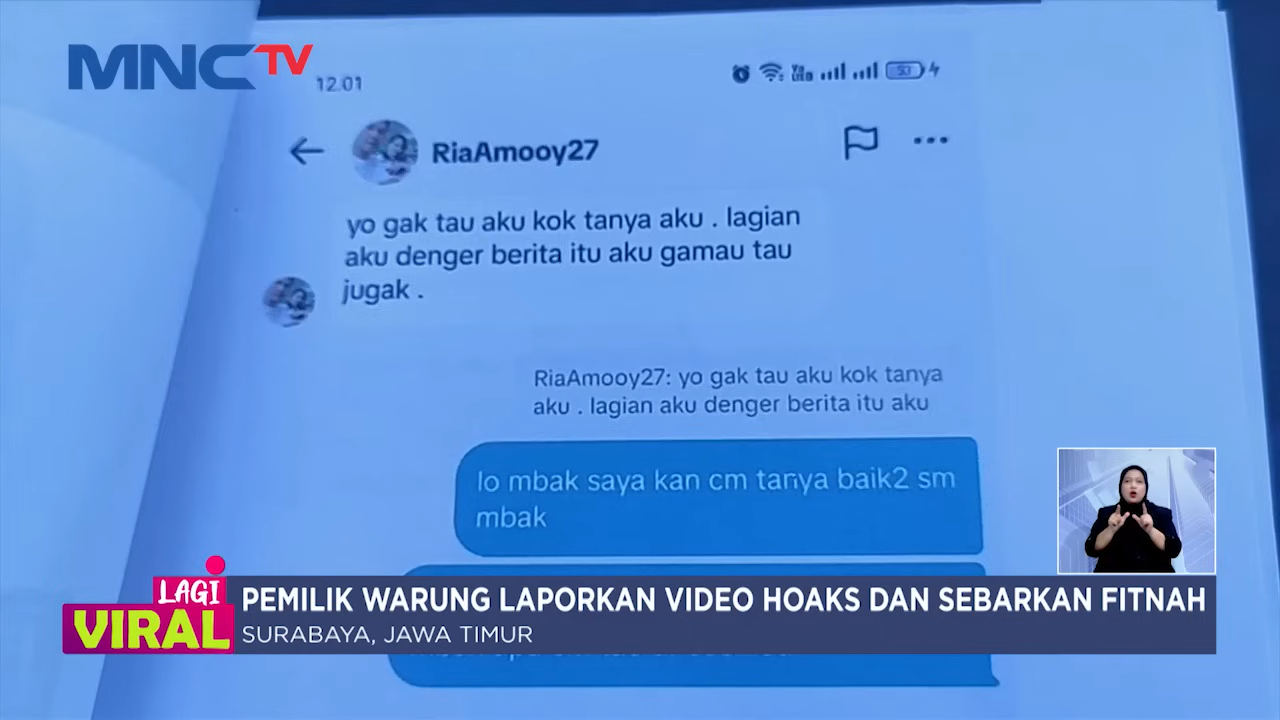 MNCTV
12.01
53
RiaAmooy27
yo gak tau aku kok tanya aku . lagian
aku denger berita itu aku gamau tau
jugak .
RiaAmooy27: yo gak tau aku kok tanya
aku . lagian aku denger berita itu aku
lo mbak saya kan cm tanya baik2 sm
mbak
LAGI
VIRAL
PEMILIK WARUNG LAPORKAN VIDEO HOAKS DAN SEBARKAN FITNAH
SURABAYA, JAWA TIMUR